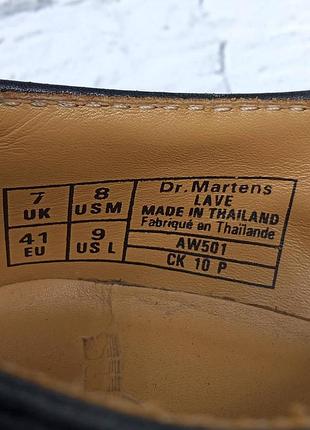 7
UK
8
USM
41
EU
9
US L
Dr. Martens
LAVE
MADE IN THAILAND
Fabriqué en Thaïlande
AW501
CK 10 P